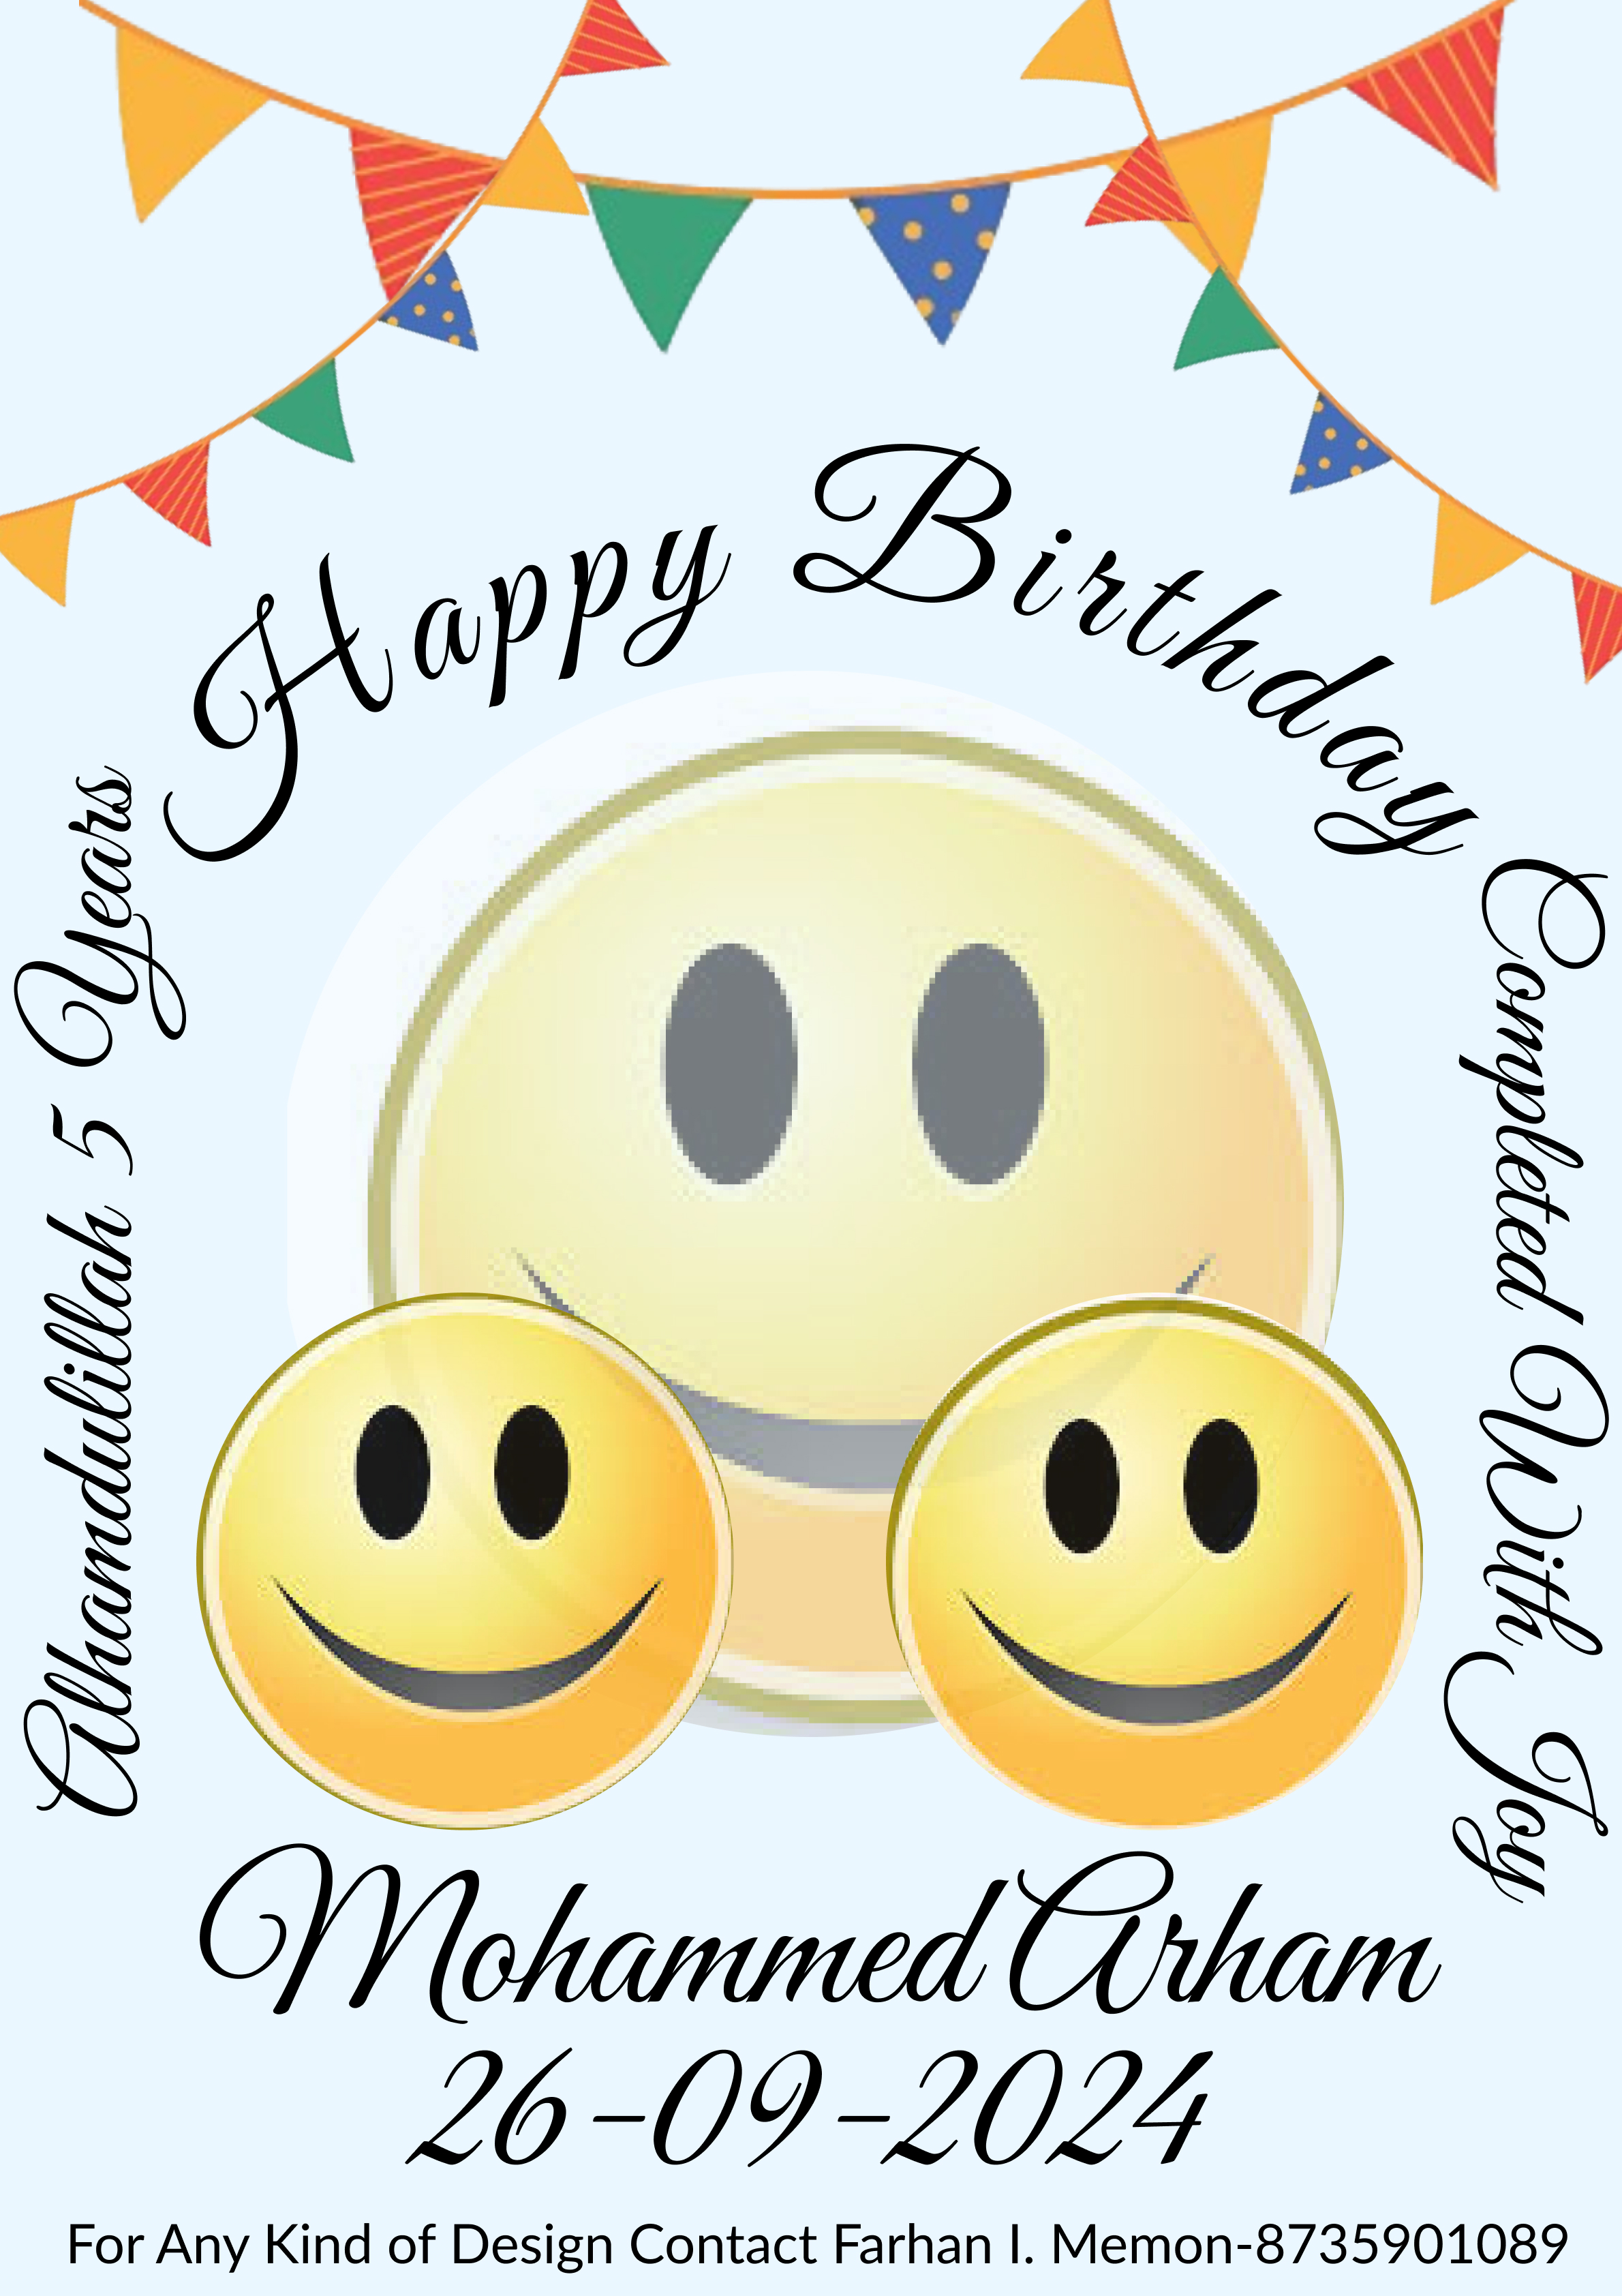 Happy Birthday
Alhamdulillah 5 Years
Completed With Joy
Mohammed Arham
26-09-2024
For Any Kind of Design Contact Farhan I. Memon-8735901089